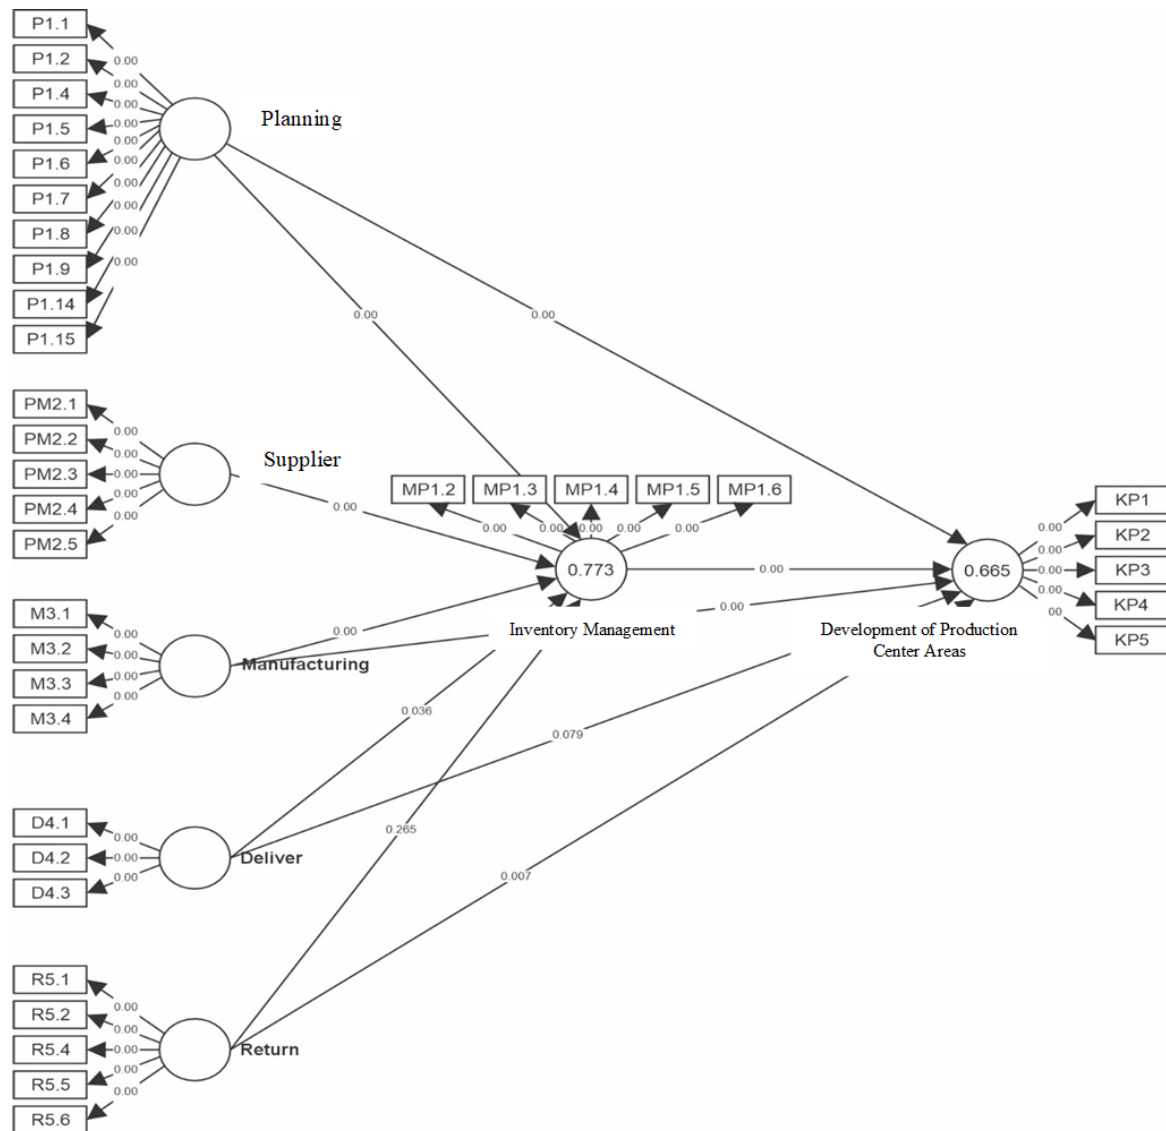 P1.1
P1.2
P1.4
P1.5
P1.6
P1.7
P1.8
P1.9
P1.14
P1.15
0.00
0.00
0.00
0.00
0.00
0.00
0.00
0.00
0.00
0.00
Planning
0.00
0.00
PM2.1
PM2.2
PM2.3
PM2.4
PM2.5
0.00
0.00
0.00
0.00
0.00
Supplier
0.00
MP1.2
MP1.3
MP1.4
MP1.5
MP1.6
0.00
0.00
0.00
0.00
0.00
0.773
0.00
0.665
Inventory Management
Development of Production
Center Areas
KP1
KP2
KP3
KP4
KP5
0.00
0.00
0.00
0.00
00
M3.1
M3.2
M3.3
M3.4
0.00
0.00
0.00
0.00
Manufacturing
0.00
0.00
D4.1
D4.2
D4.3
0.00
0.00
0.00
Deliver
0.036
0.079
R5.1
R5.2
R5.4
R5.5
R5.6
0.00
0.00
0.00
0.00
0.00
Return
0.265
0.007